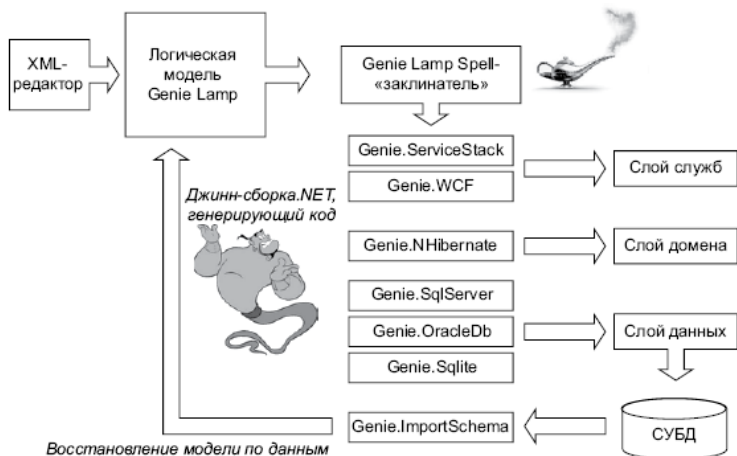 XML-
редактор
Логическая
модель
Genie Lamp
Genie Lamp Spell-
«заклинатель»
Genie.ServiceStack
Genie.WCF
Слой служб
Джинн-сборка.NET,
генерирующий код
Genie.NHibernate
Слой домена
Genie.SqlServer
Genie.OracleDb
Genie.Sqlite
Слой данных
Genie.ImportSchema
СУБД
Восстановление модели по данным